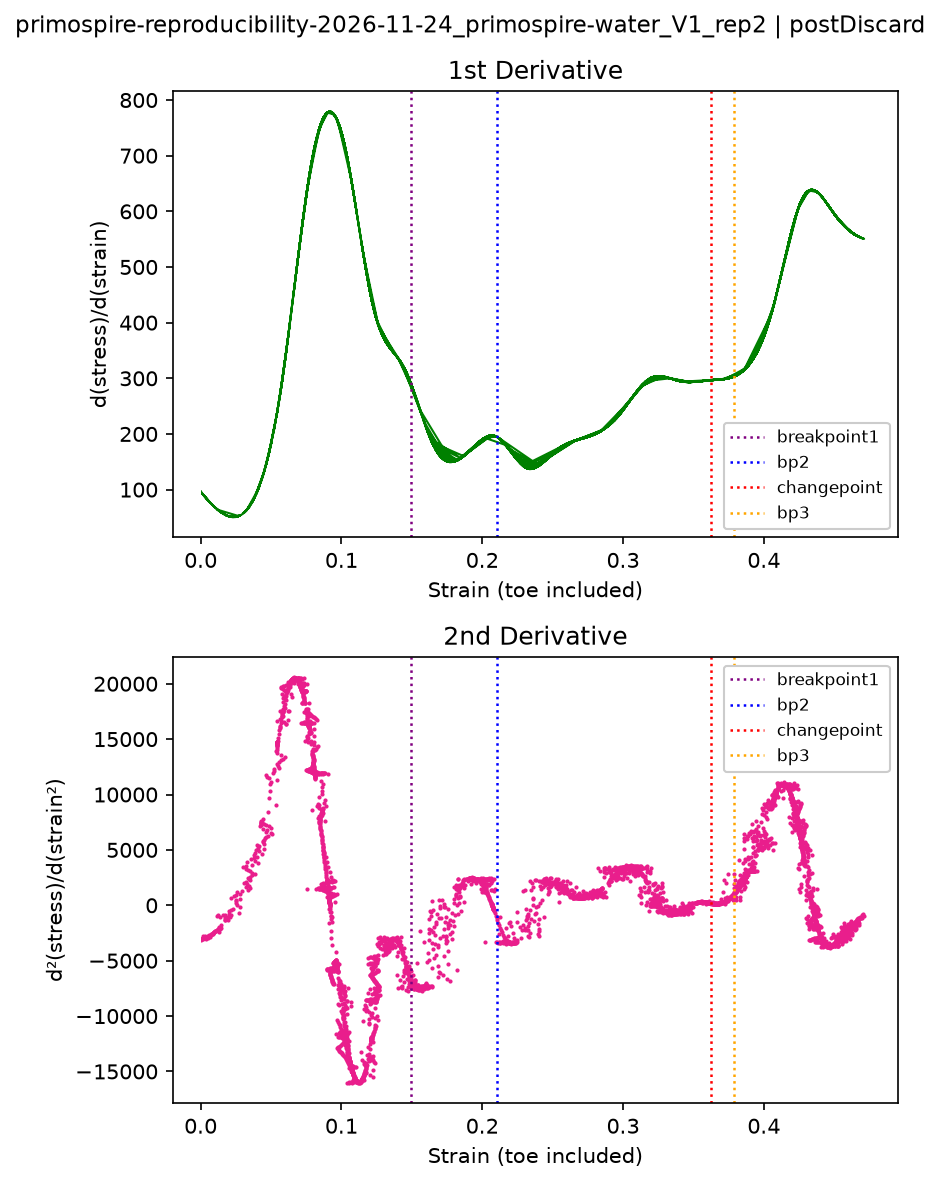 primospire-reproducibility-2026-11-24_primospire-water_V1_rep2 | postDiscard
1st Derivative
d(stress)/d(strain)
800
700
600
500
400
300
200
100
breakpoint1
bp2
changepoint
bp3
0.0 0.1 0.2 0.3 0.4
Strain (toe included)
2nd Derivative
d²(stress)/d(strain²)
20000
15000
10000
5000
0
−5000
−10000
−15000
breakpoint1
bp2
changepoint
bp3
0.0 0.1 0.2 0.3 0.4
Strain (toe included)